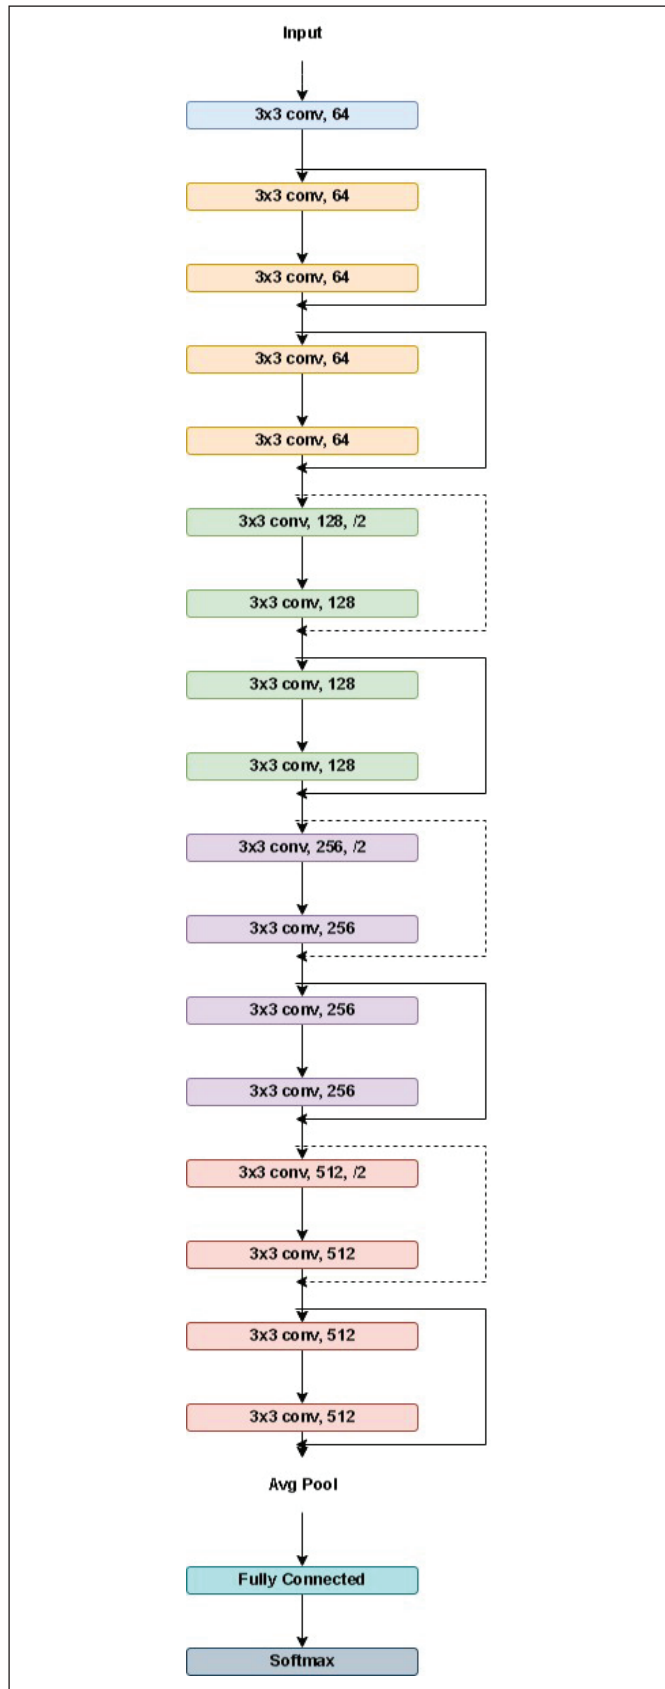 Input
3x3 conv, 64
3x3 conv, 64
3x3 conv, 64
3x3 conv, 64
3x3 conv, 64
3x3 conv, 128, /2
3x3 conv, 128
3x3 conv, 128
3x3 conv, 128
3x3 conv, 256, /2
3x3 conv, 256
3x3 conv, 256
3x3 conv, 256
3x3 conv, 512, /2
3x3 conv, 512
3x3 conv, 512
3x3 conv, 512
Avg Pool
Fully Connected
Softmax